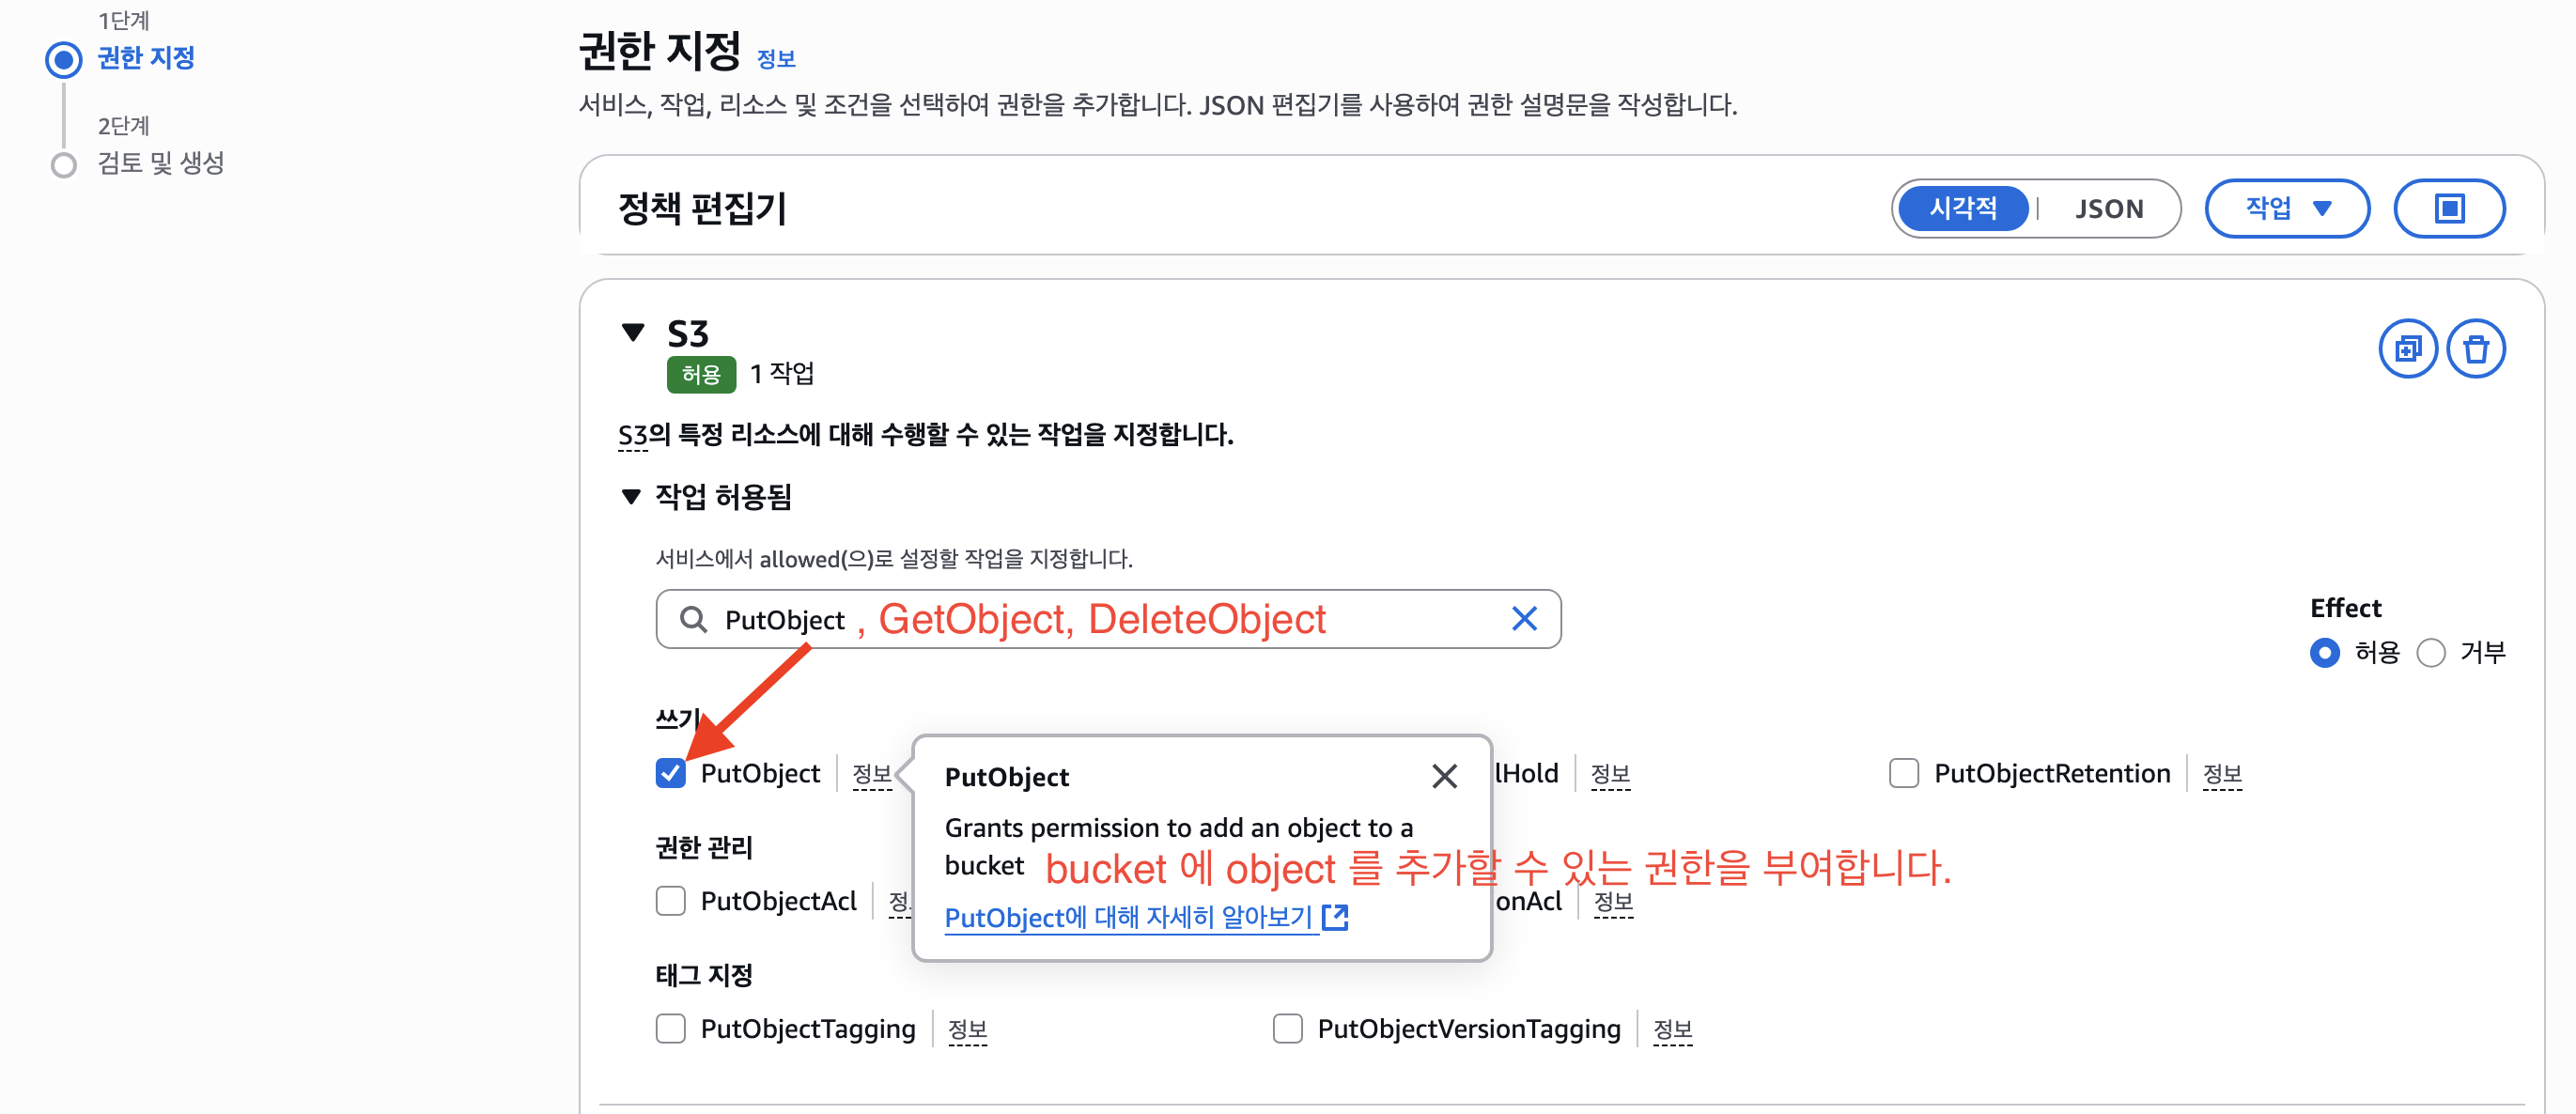 1단계
권한 지정
2단계
검토 및 생성
권한 지정 정보
서비스, 작업, 리소스 및 조건을 선택하여 권한을 추가합니다. JSON 편집기를 사용하여 권한 설명문을 작성합니다.
정책 편집기
시각적 | JSON
작업
S3
허용 1 작업
S3의 특정 리소스에 대해 수행할 수 있는 작업을 지정합니다.
작업 허용됨
서비스에서 allowed(으)로 설정할 작업을 지정합니다.
PutObject , GetObject, DeleteObject
Effect
허용 거부
쓰기
PutObject 정보
lHold 정보
PutObjectRetention 정보
PutObject
Grants permission to add an object to a
bucket bucket 에 object 를 추가할 수 있는 권한을 부여합니다.
PutObject에 대해 자세히 알아보기
권한 관리
PutObjectAcl
onAcl 정보
태그 지정
PutObjectTagging 정보
PutObjectVersionTagging 정보